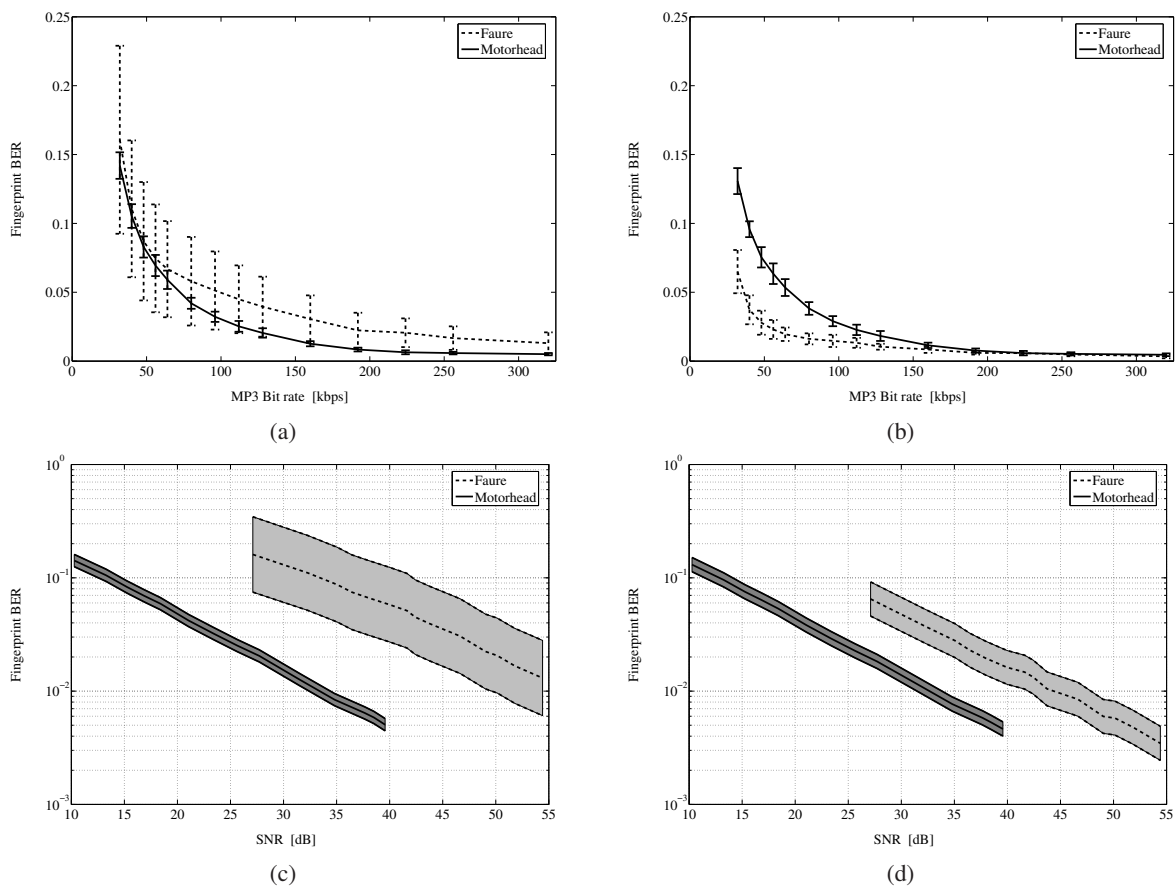 0.25
0.2
0.15
0.1
0.05
0
0 50 100 150 200 250 300
Fingerprint BER
MP3 Bit rate [kbps]
Faure
Motorhead
(a)
0.25
0.2
0.15
0.1
0.05
0
0 50 100 150 200 250 300
Fingerprint BER
MP3 Bit rate [kbps]
Faure
Motorhead
(b)
10^0
10^-1
10^-2
10^-3
10 15 20 25 30 35 40 45 50 55
Fingerprint BER
SNR [dB]
Faure
Motorhead
(c)
10^0
10^-1
10^-2
10^-3
10 15 20 25 30 35 40 45 50 55
Fingerprint BER
SNR [dB]
Faure
Motorhead
(d)